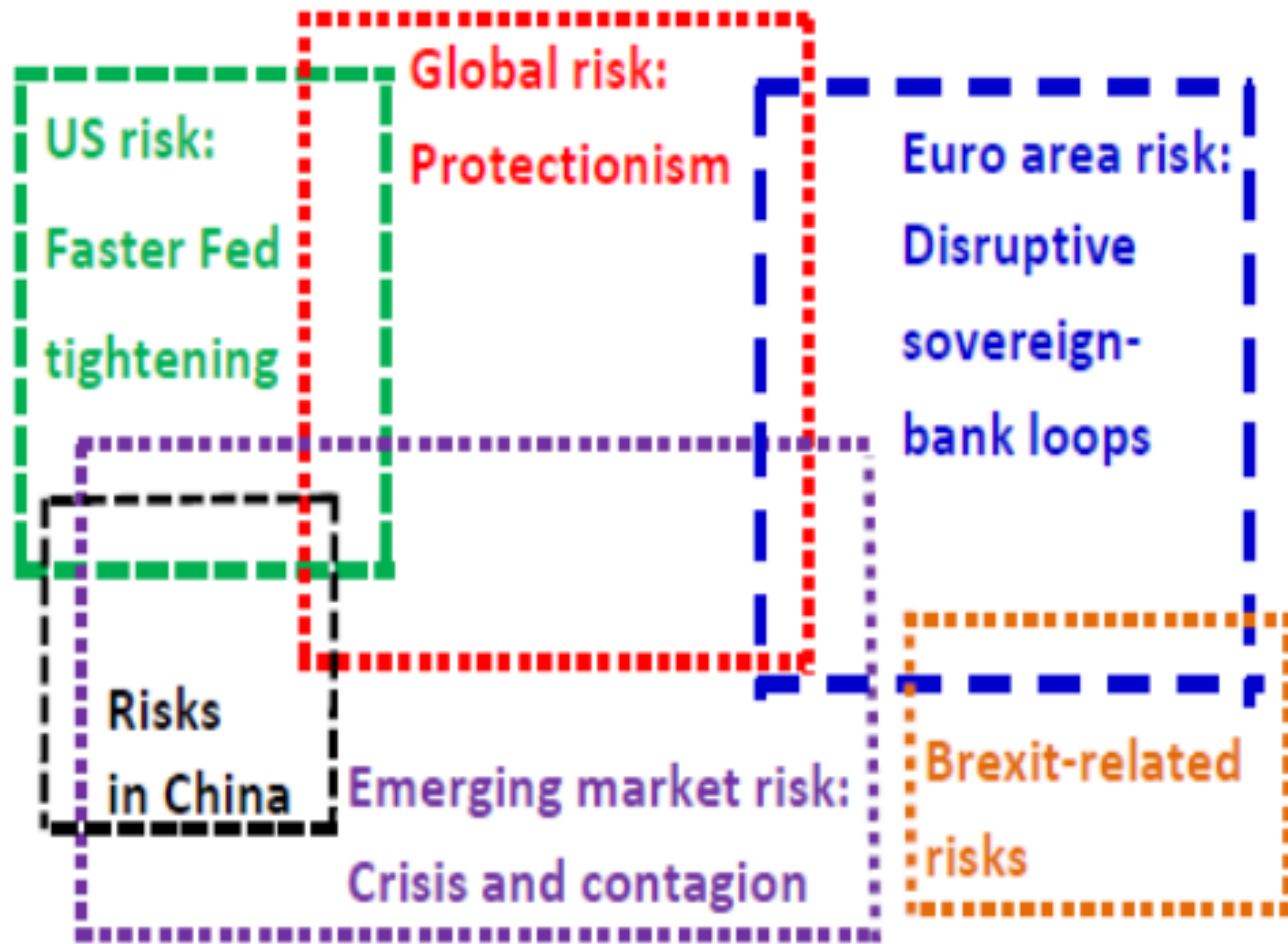 US risk:
Faster Fed
tightening
Global risk:
Protectionism
Euro area risk:
Disruptive
sovereign-
bank loops
Risks
in China
Emerging market risk:
Crisis and contagion
Brexit-related
risks